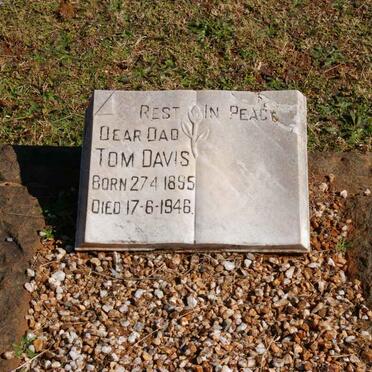 REST IN PEACE
DEAR DAD
TOM DAVIS
BORN 27 4 1895
DIED 17-6-1946.